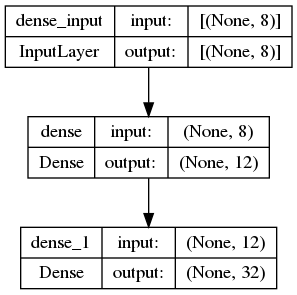 dense_input input: [(None, 8)]
InputLayer output: [(None, 8)]
dense input: (None, 8)
Dense output: (None, 12)
dense_1 input: (None, 12)
Dense output: (None, 32)